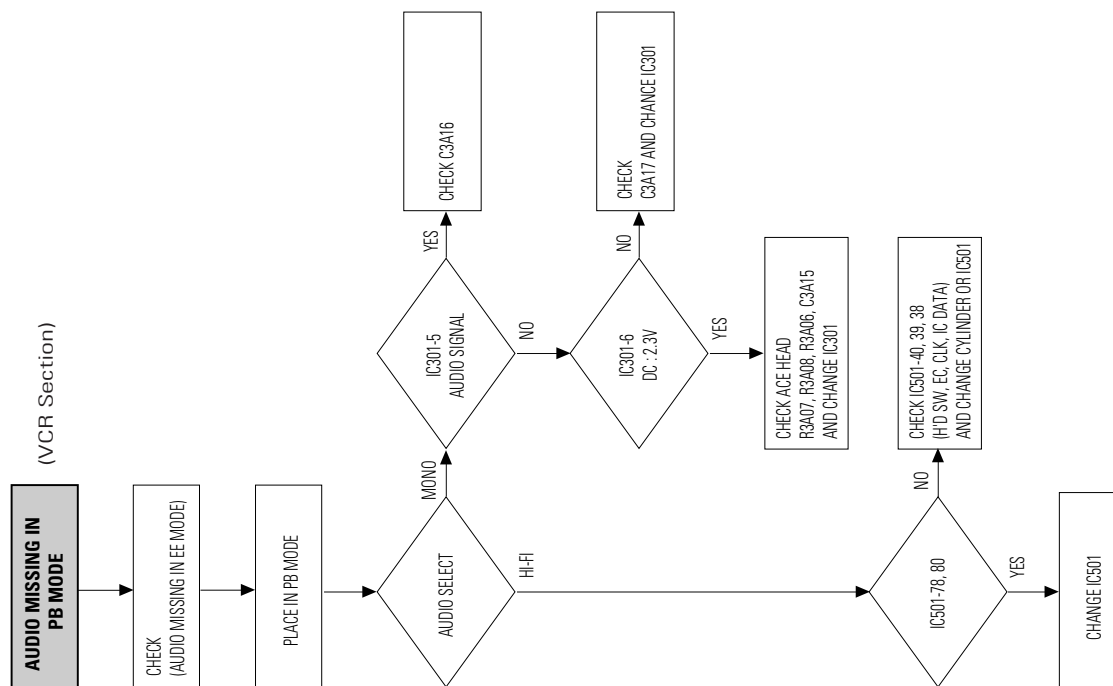 (VCR Section)
AUDIO MISSING IN
PB MODE
CHECK
(AUDIO MISSING IN EE MODE)
PLACE IN PB MODE
AUDIO SELECT
MONO
HI-FI
IC301-5
AUDIO SIGNAL
YES
CHECK C3A16
NO
IC301-6
DC : 2.3V
NO
CHECK
C3A17 AND CHANCE IC301
YES
CHECK ACE HEAD
R3A07, R3A08, R3A06, C3A15
AND CHANGE IC301
IC501-78, 80
NO
CHECK IC501-40, 39, 38
(H'D SW, EC, CLK, IC DATA)
AND CHANGE CYLINDER OR IC501
YES
CHANGE IC501